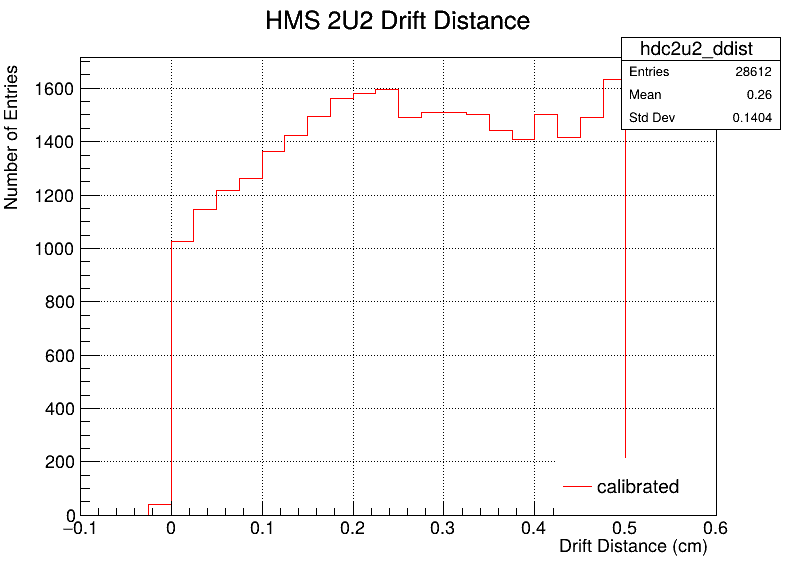 HMS 2U2 Drift Distance
hdc2u2_ddist
Entries 28612
Mean 0.26
Std Dev 0.1404
Number of Entries
1600
1400
1200
1000
800
600
400
200
0
−0.1 0 0.1 0.2 0.3 0.4 0.5 0.6
calibrated
Drift Distance (cm)